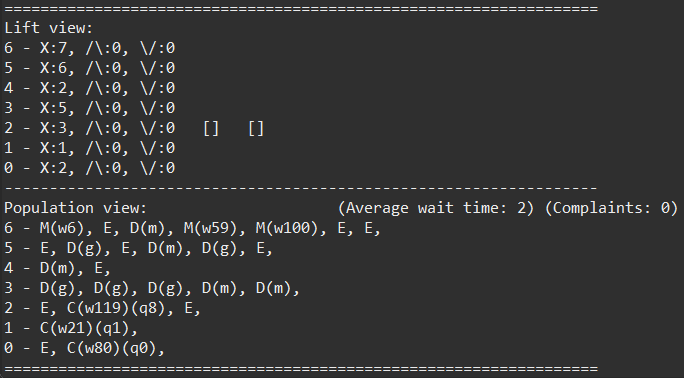 ==================================================================
Lift view:
6 - X:7, /\:0, \/:0
5 - X:6, /\:0, \/:0
4 - X:2, /\:0, \/:0
3 - X:5, /\:0, \/:0
2 - X:3, /\:0, \/:0   []   []
1 - X:1, /\:0, \/:0
0 - X:2, /\:0, \/:0
------------------------------------------------------------------
Population view:                     (Average wait time: 2) (Complaints: 0)
6 - M(w6), E, D(m), M(w59), M(w100), E, E,
5 - E, D(g), E, D(m), D(g), E,
4 - D(m), E,
3 - D(g), D(g), D(g), D(m), D(m),
2 - E, C(w119)(q8), E,
1 - C(w21)(q1),
0 - E, C(w80)(q0),
==================================================================